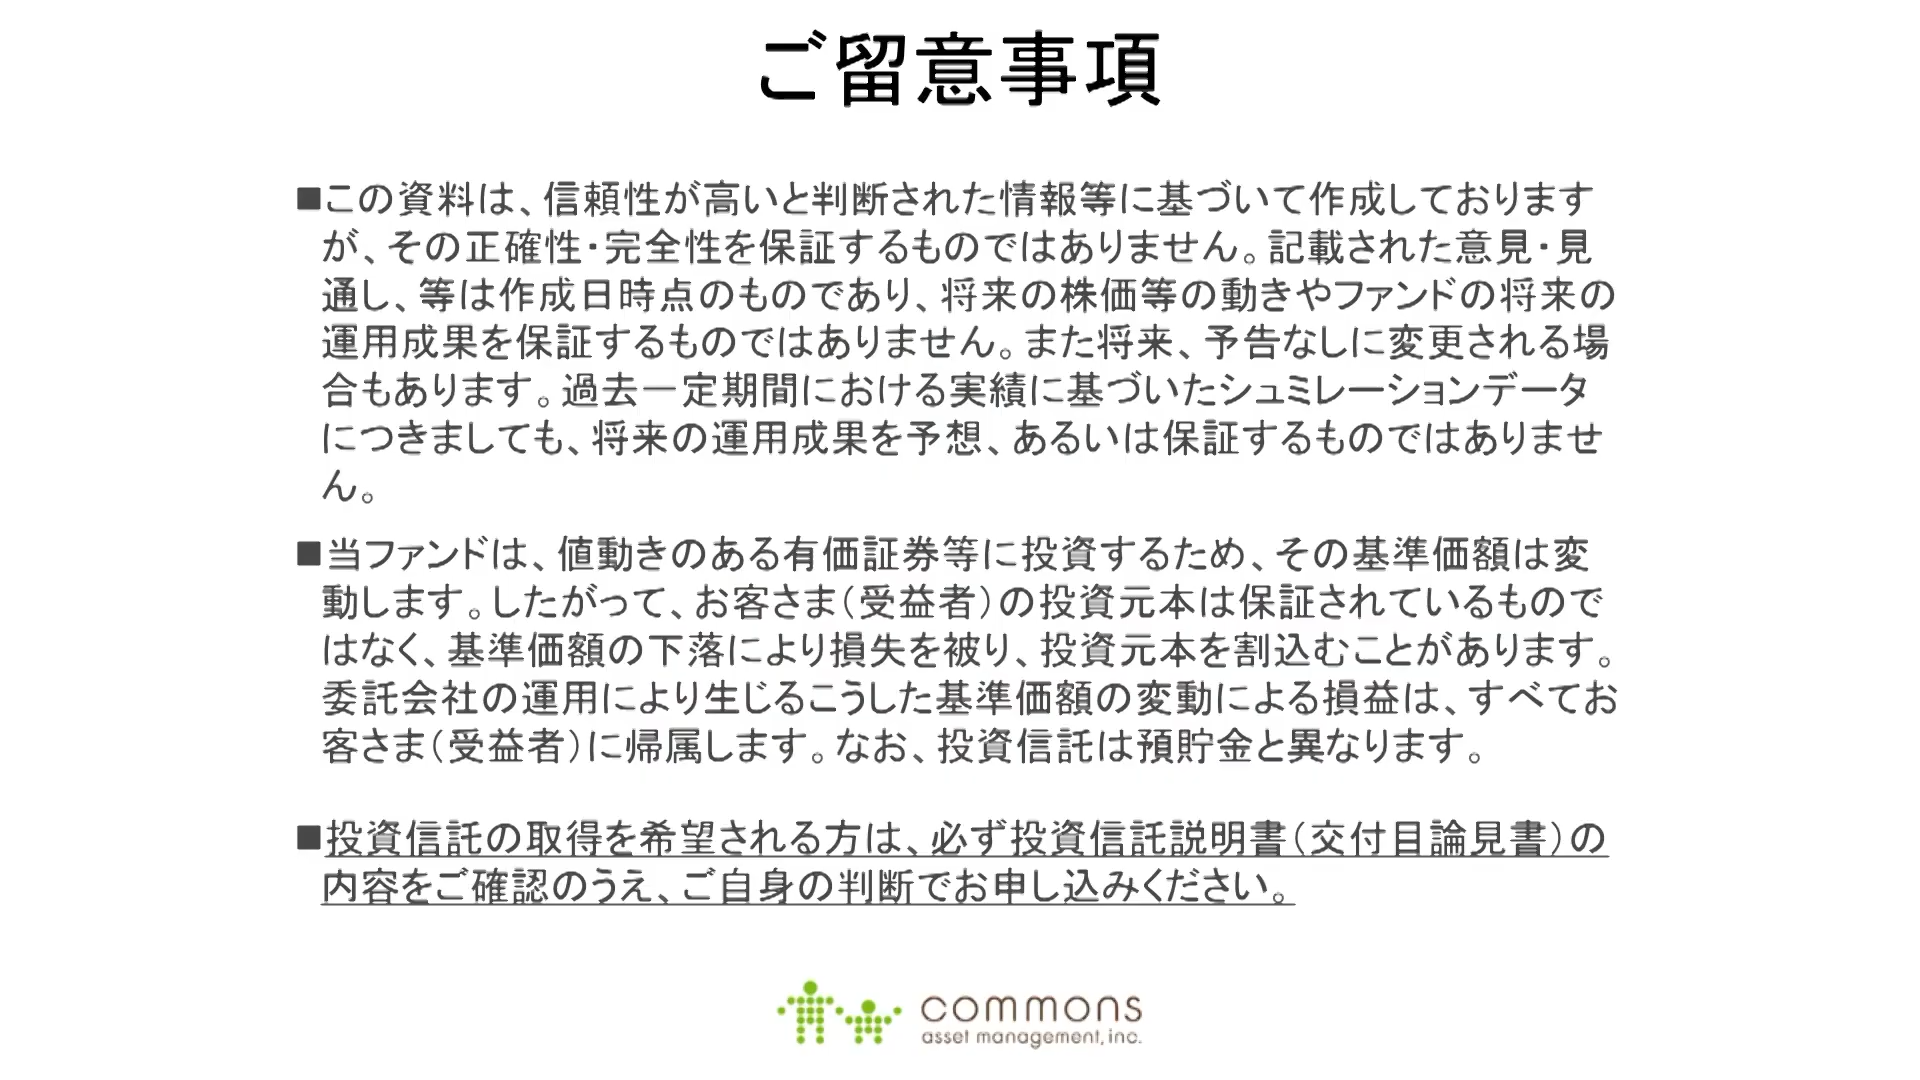 ご留意事項
■この資料は、信頼性が高いと判断された情報等に基づいて作成しております
が、その正確性・完全性を保証するものではありません。記載された意見・見
通し、等は作成日時点のものであり、将来の株価等の動きやファンドの将来の
運用成果を保証するものではありません。また将来、予告なしに変更される場
合もあります。過去一定期間における実績に基づいたシュミレーションデータ
につきましても、将来の運用成果を予想、あるいは保証するものではありませ
ん。
■当ファンドは、値動きのある有価証券等に投資するため、その基準価額は変
動します。したがって、お客さま(受益者)の投資元本は保証されているもので
はなく、基準価額の下落により損失を被り、投資元本を割込むことがあります。
委託会社の運用により生じるこうした基準価額の変動による損益は、すべてお
客さま(受益者)に帰属します。なお、投資信託は預貯金と異なります。
■投資信託の取得を希望される方は、必ず投資信託説明書(交付目論見書)の
内容をご確認のうえ、ご自身の判断でお申し込みください。
commons
asset management, inc.